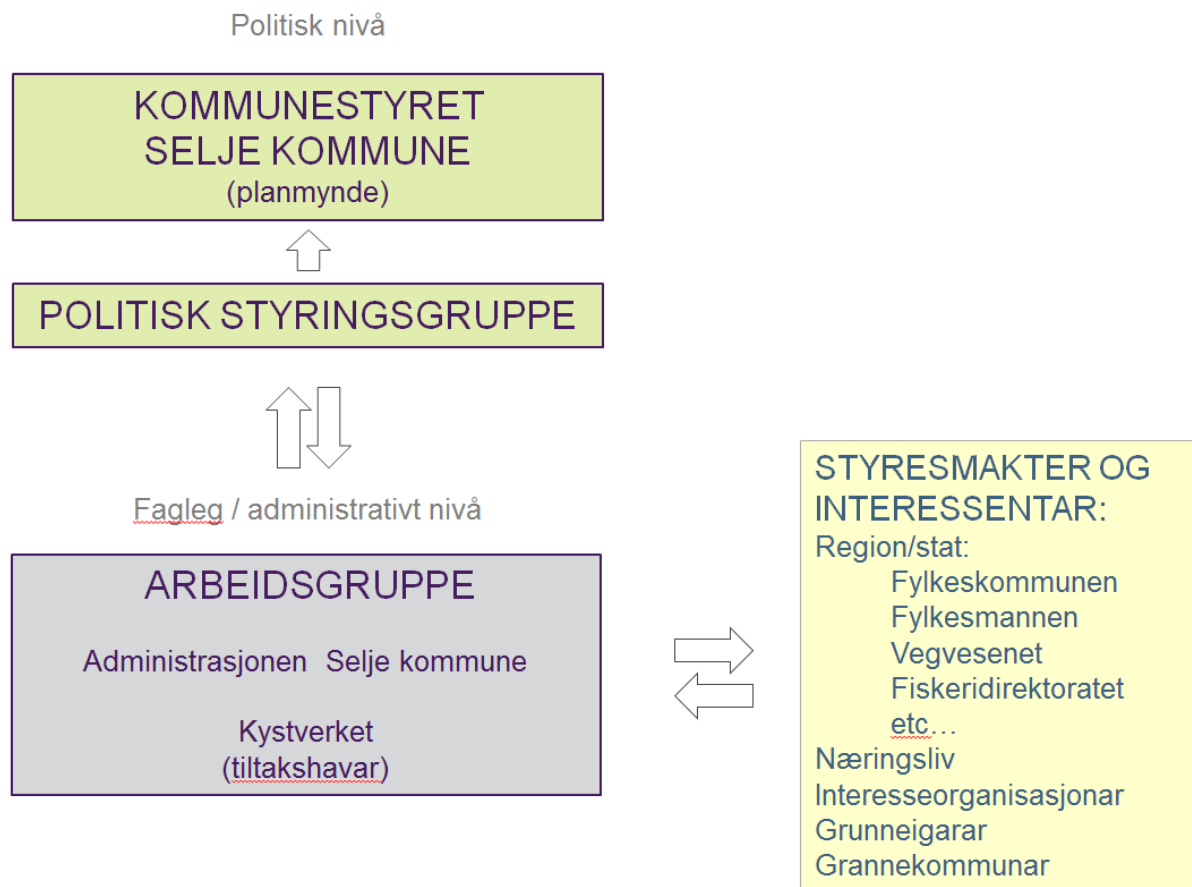 Politisk nivå
KOMMUNESTYRET
SELJE KOMMUNE
(planmynde)
POLITISK STYRINGSGRUPPE
Fagleg / administrativt nivå
ARBEIDSGRUPPE
Administrasjonen Selje kommune
Kystverket
(tiltakshavar)
STYRESMAKTER OG
INTERESSENTAR:
Region/stat:
Fylkeskommunen
Fylkesmannen
Vegvesenet
Fiskeridirektoratet
etc…
Næringsliv
Interesseorganisasjonar
Grunneigarar
Grannekommunar